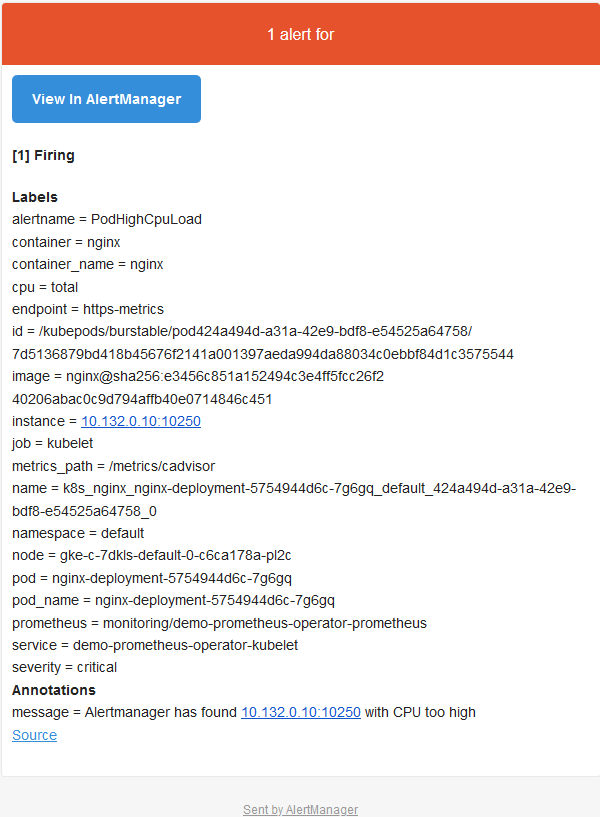 1 alert for
View In AlertManager
[1] Firing
Labels
alertname = PodHighCpuLoad
container = nginx
container_name = nginx
cpu = total
endpoint = https-metrics
id = /kubepods/burstable/pod424a494d-a31a-42e9-bdf8-e54525a64758/
7d5136879bd418b45676f2141a001397aeda994da88034c0ebbf84d1c3575544
image = nginx@sha256:e3456c851a152494c3e4ff5fcc26f2
40206abac0c9d794affb40e0714846c451
instance = 10.132.0.10:10250
job = kubelet
metrics_path = /metrics/cadvisor
name = k8s_nginx_nginx-deployment-5754944d6c-7g6gq_default_424a494d-a31a-42e9-
bdf8-e54525a64758_0
namespace = default
node = gke-c-7dkls-default-0-c6ca178a-pl2c
pod = nginx-deployment-5754944d6c-7g6gq
pod_name = nginx-deployment-5754944d6c-7g6gq
prometheus = monitoring/demo-prometheus-operator-prometheus
service = demo-prometheus-operator-kubelet
severity = critical
Annotations
message = Alertmanager has found 10.132.0.10:10250 with CPU too high
Source
Sent by AlertManager